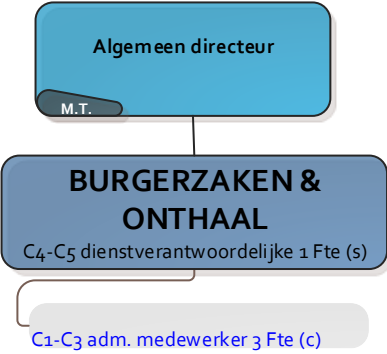 Algemeen directeur
M.T.
BURGERZAKEN &
ONTHAAL
C4-C5 dienstverantwoordelijke 1 Fte (s)
C1-C3 adm. medewerker 3 Fte (c)